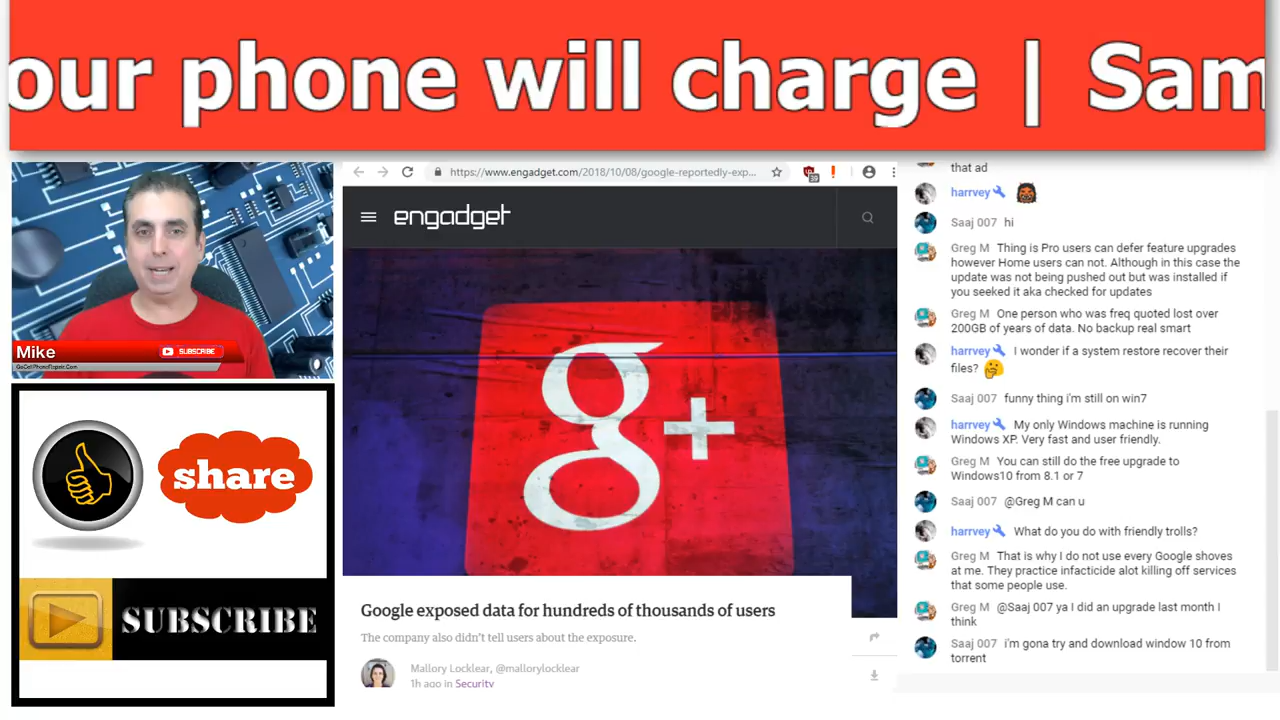 our phone will charge | Sam
Mike
SUBSCRIBE
GoCellPhoneRepair.Com
share
SUBSCRIBE
https://www.engadget.com/2018/10/08/google-reportedly-exp...
39
engadget
g+
Google exposed data for hundreds of thousands of users
The company also didn't tell users about the exposure.
Mallory Locklear, @mallorylocklear
1h ago in Security
that ad
harrvey
Saaj 007 hi
Greg M Thing is Pro users can defer feature upgrades
however Home users can not. Although in this case the
update was not being pushed out but was installed if
you seeked it aka checked for updates
Greg M One person who was freq quoted lost over
200GB of years of data. No backup real smart
harrvey I wonder if a system restore recover their
files?
Saaj 007 funny thing i'm still on win7
harrvey My only Windows machine is running
Windows XP. Very fast and user friendly.
Greg M You can still do the free upgrade to
Windows10 from 8.1 or 7
Saaj 007 @Greg M can u
harrvey What do you do with friendly trolls?
Greg M That is why I do not use every Google shoves
at me. They practice infacticide alot killing off services
that some people use.
Greg M @Saaj 007 ya I did an upgrade last month I
think
Saaj 007 i'm gona try and download window 10 from
torrent